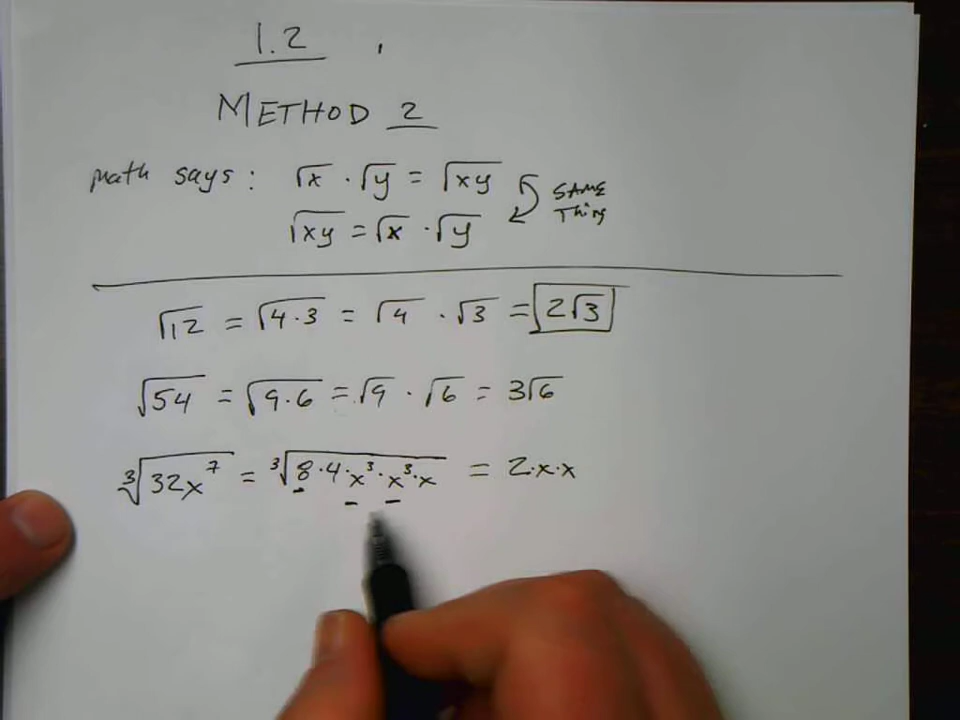 1.2
METHOD 2
math says: √x · √y = √xy
SAME
Thing
√xy = √x · √y
√12 = √4·3 = √4 · √3 = 2√3
√54 = √9·6 = √9 · √6 = 3√6
∛32x⁷ = ∛8·4·x³·x³·x = 2·x·x